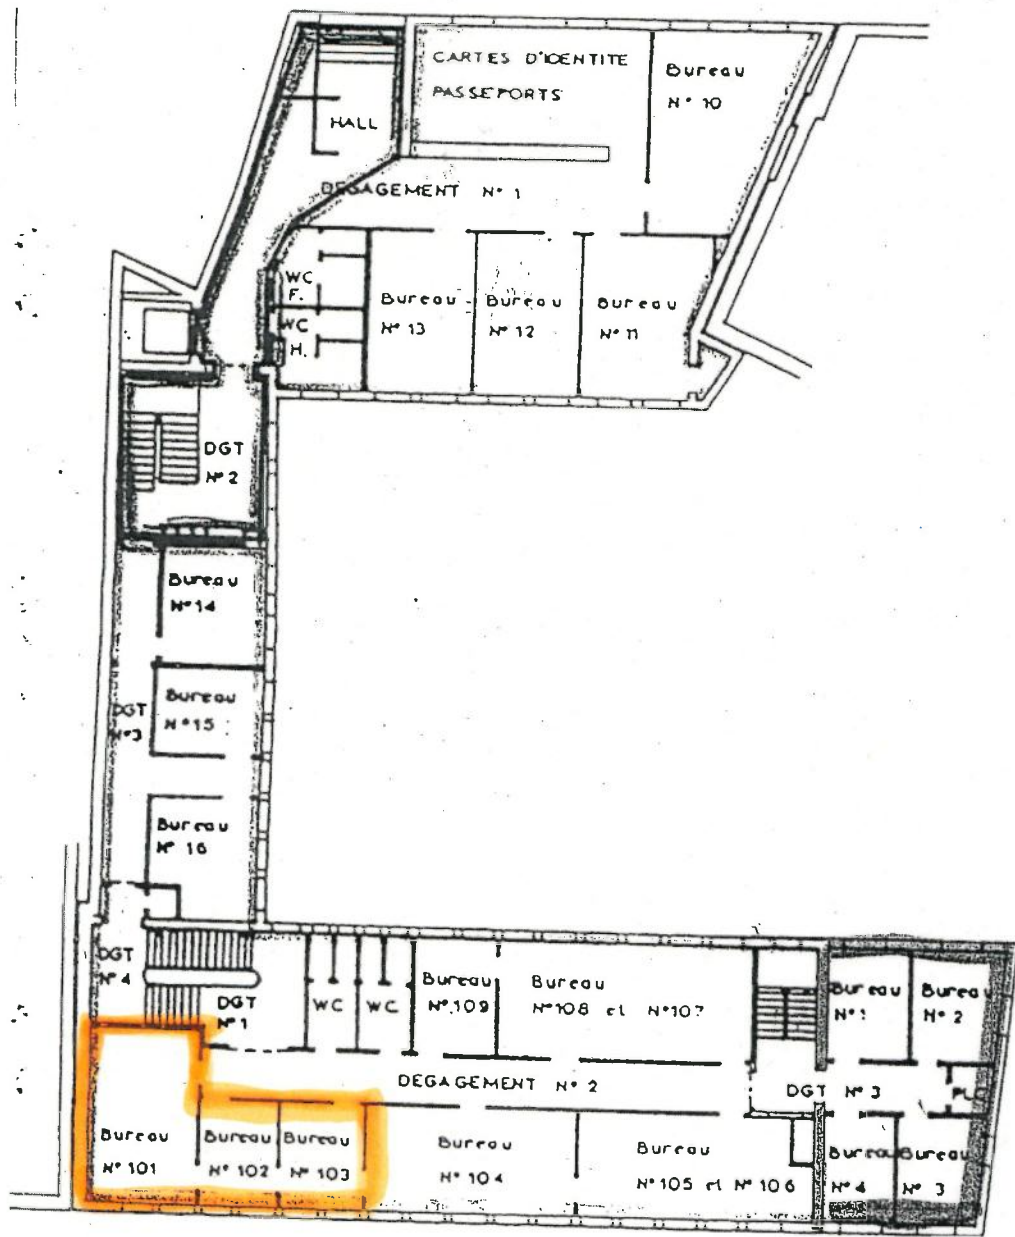 CARTES D'IDENTITE
PASSEPORTS
Bureau
N° 10
HALL
DEGAGEMENT N° 1
WC
F.
WC
H.
Bureau
N° 13
Bureau
N° 12
Bureau
N° 11
DGT
N° 2
Bureau
N° 14
Bureau
N° 15
DGT
N° 3
Bureau
N° 16
DGT
N° 4
DGT
N° 1
WC
WC
Bureau
N° 109
Bureau
N° 108 et N° 107
Bureau
N° 1
Bureau
N° 2
DEGAGEMENT N° 2
DGT N° 3
PLC
Bureau
N° 101
Bureau
N° 102
Bureau
N° 103
Bureau
N° 104
Bureau
N° 105 et N° 106
Bureau
N° 4
Bureau
N° 3